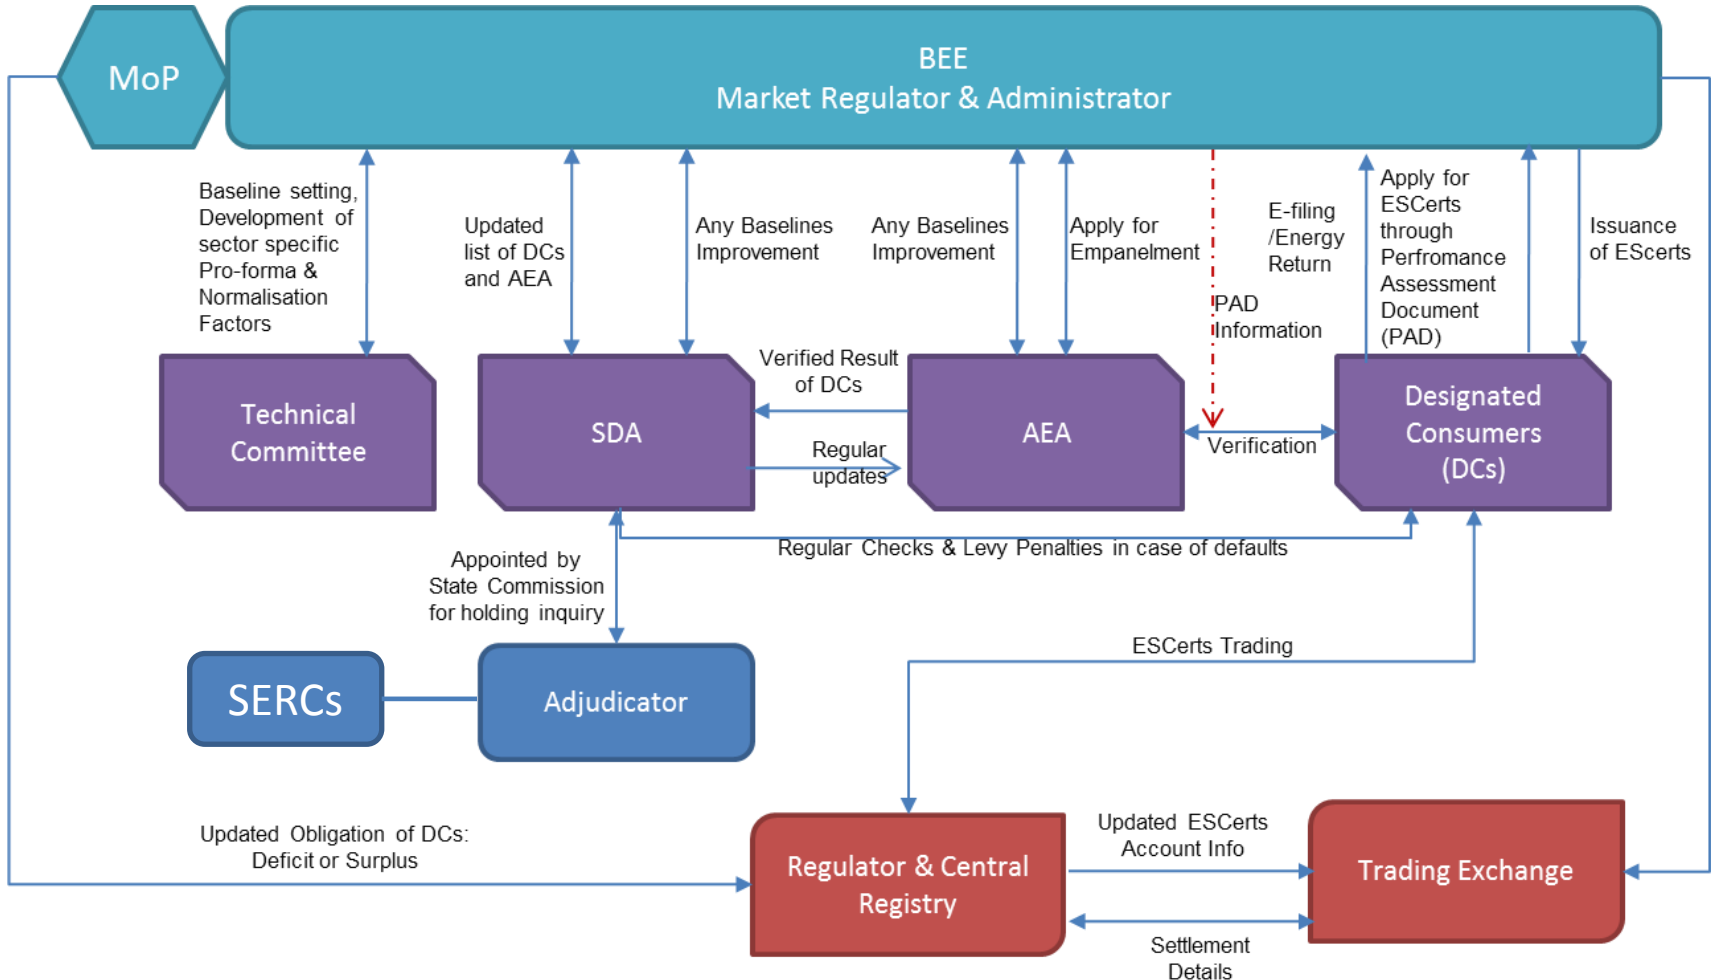 MoP
BEE
Market Regulator & Administrator
Baseline setting,
Development of
sector specific
Pro-forma &
Normalisation
Factors
Updated
list of DCs
and AEA
Any Baselines
Improvement
Any Baselines
Improvement
Apply for
Empanelment
PAD
Information
E-filing
/Energy
Return
Apply for
ESCerts
through
Perfromance
Assessment
Document
(PAD)
Issuance
of EScerts
Technical
Committee
SDA
Verified Result
of DCs
Regular
updates
AEA
Verification
Designated
Consumers
(DCs)
Regular Checks & Levy Penalties in case of defaults
Appointed by
State Commission
for holding inquiry
SERCs
Adjudicator
ESCerts Trading
Updated Obligation of DCs:
Deficit or Surplus
Regulator & Central
Registry
Updated ESCerts
Account Info
Trading Exchange
Settlement
Details